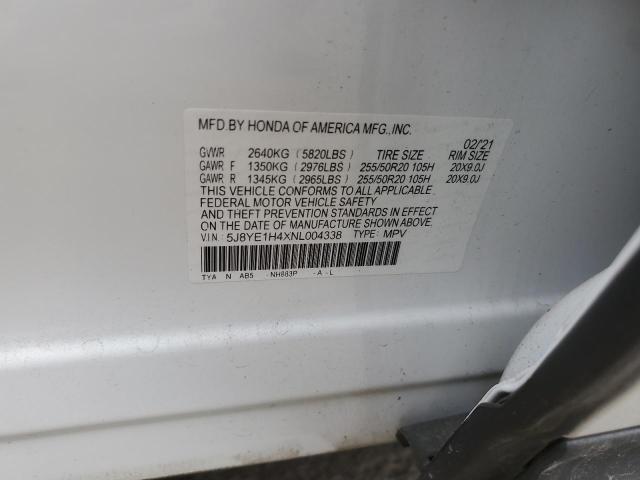 MFD.BY HONDA OF AMERICA MFG.,INC.
02/'21
GVWR 2640KG (5820LBS) TIRE SIZE RIM SIZE
GAWR F 1350KG (2976LBS) 255/50R20 105H 20X9.0J
GAWR R 1345KG (2965LBS) 255/50R20 105H 20X9.0J
THIS VEHICLE CONFORMS TO ALL APPLICABLE
FEDERAL MOTOR VEHICLE SAFETY
AND THEFT PREVENTION STANDARDS IN EFFECT
ON THE DATE OF MANUFACTURE SHOWN ABOVE.
V.I.N: 5J8YE1H4XNL004338 TYPE: MPV
TYA N AB5 NH883P -A -L